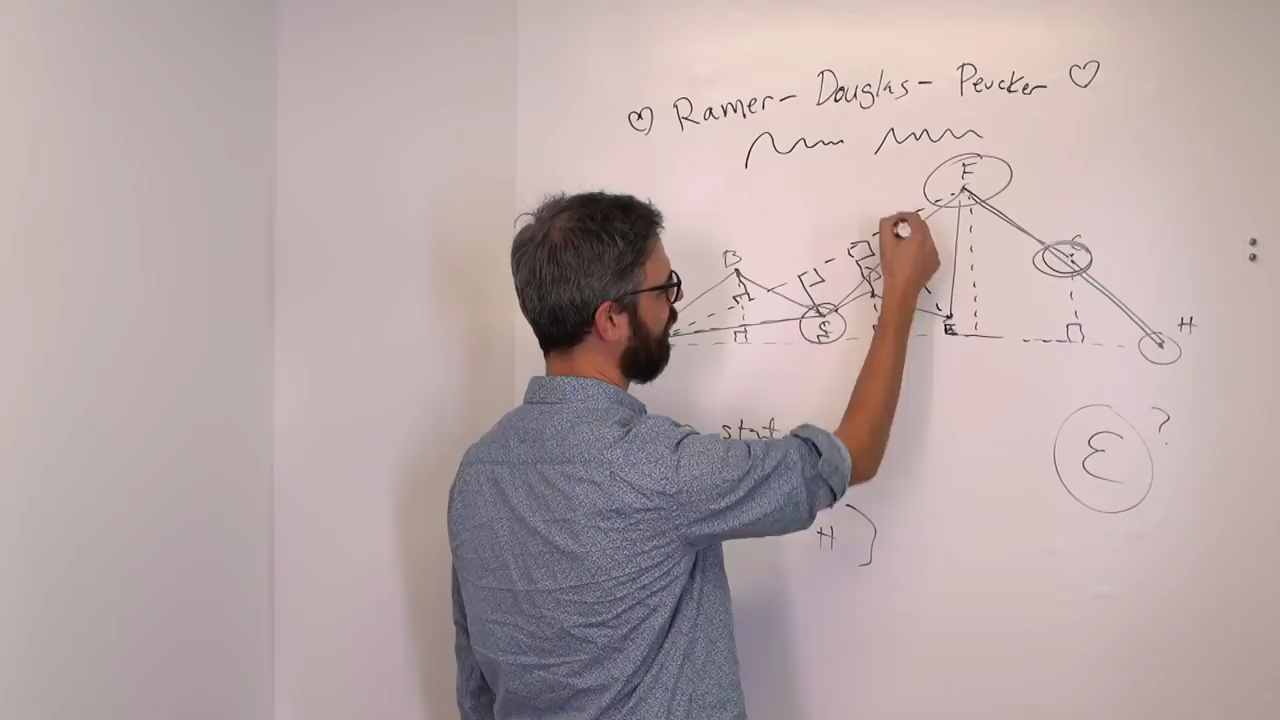 Ramer - Douglas - Peucker
F
B
H
E
start
H
ε ?